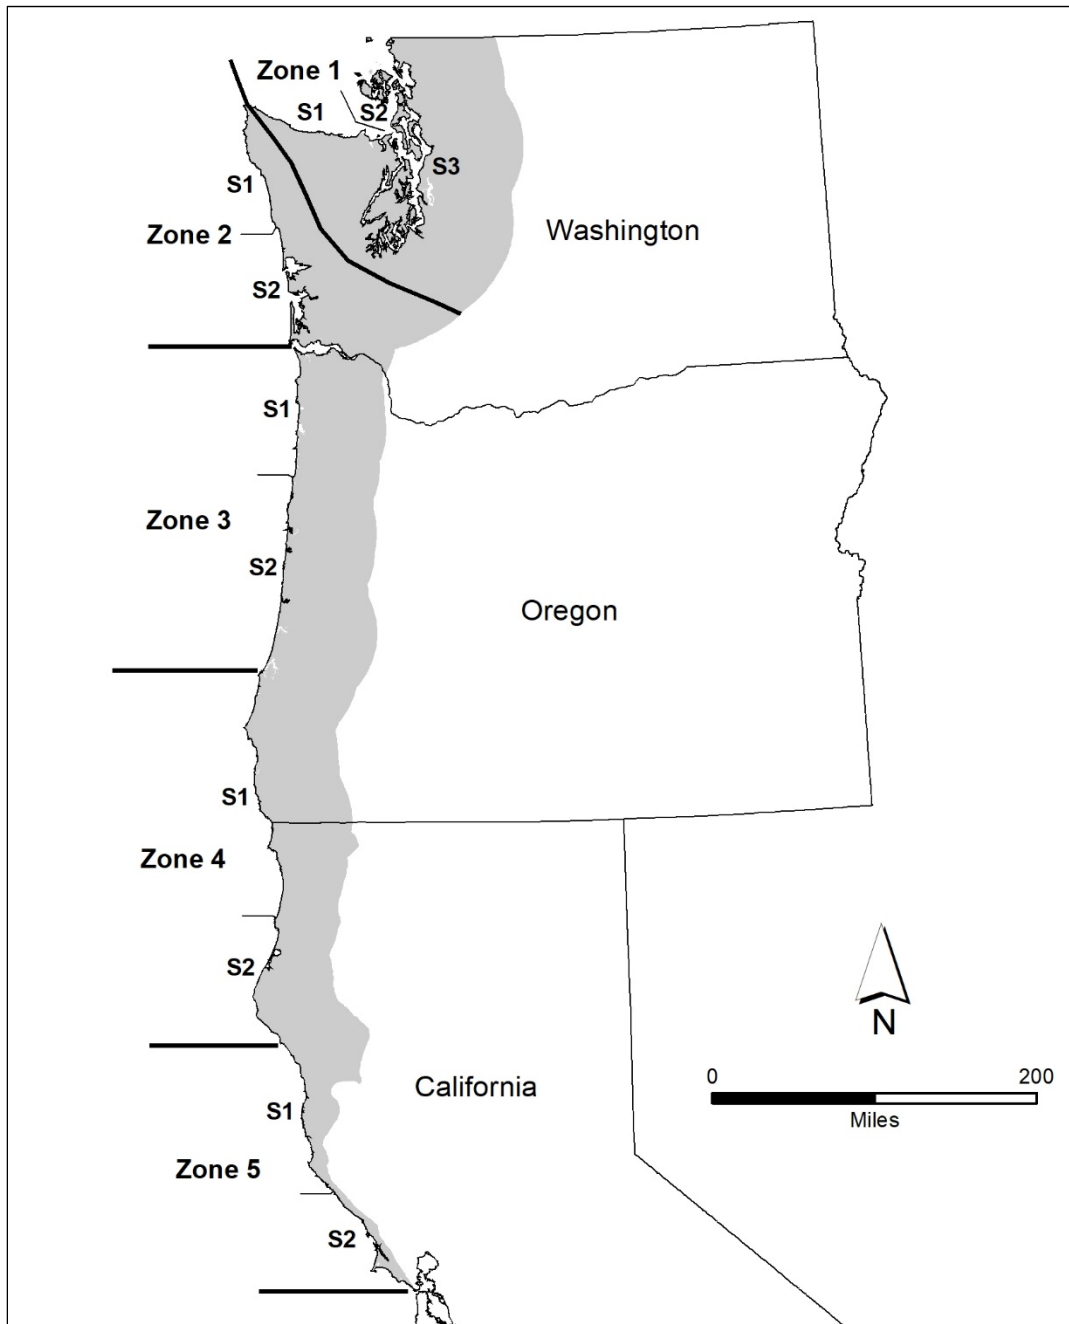 Zone 1
S1
S2
S3
S1
Zone 2
Washington
S2
S1
Zone 3
S2
Oregon
S1
Zone 4
S2
N
California
0
200
Miles
S1
Zone 5
S2